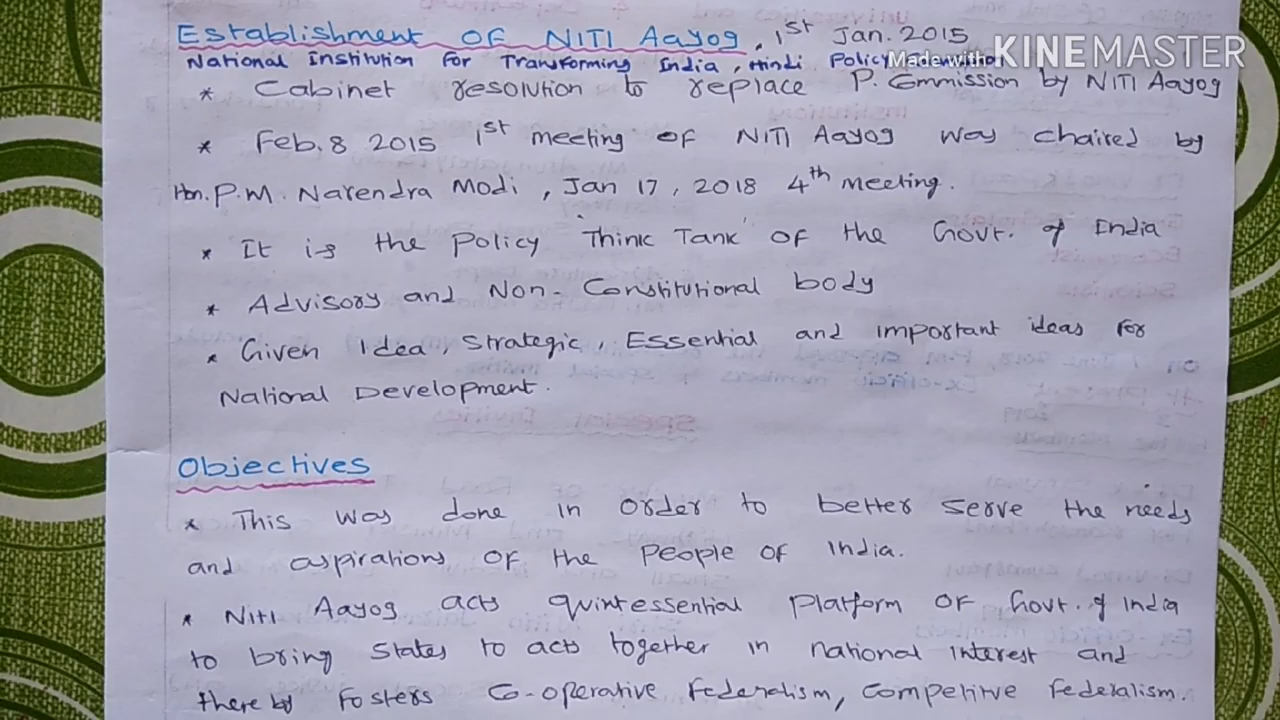 Establishment OF NITI Aayog, 1st Jan. 2015
Made with KINEMASTER
National Institution for Transforming India, Hindi Policy
* Cabinet resolution to replace P. Commission by NITI Aayog
* Feb. 8 2015 1st meeting of NITI Aayog was chaired by
Hon. P.M. Narendra Modi, Jan 17, 2018 4th meeting.
* It is the Policy Think Tank of the Govt. of India
* Advisory and Non-Constitutional body
* Given Idea, Strategic, Essential and important ideas for
National Development.
Objectives
* This was done in order to better serve the needs
and aspirations of the people of India.
* NITI Aayog acts quintessential Platform of Govt. of India
to bring States to acts together in national interest and
there by Fosters Co-operative Federalism, Competitive Federalism.